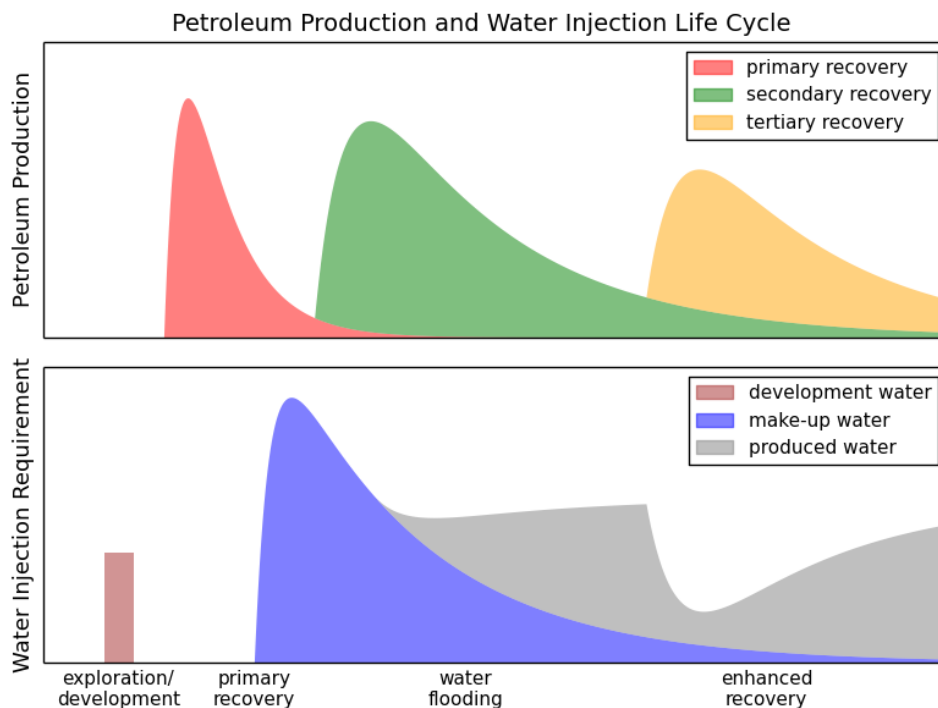 Petroleum Production and Water Injection Life Cycle
Petroleum Production
primary recovery
secondary recovery
tertiary recovery
Water Injection Requirement
development water
make-up water
produced water
exploration/
development
primary
recovery
water
flooding
enhanced
recovery